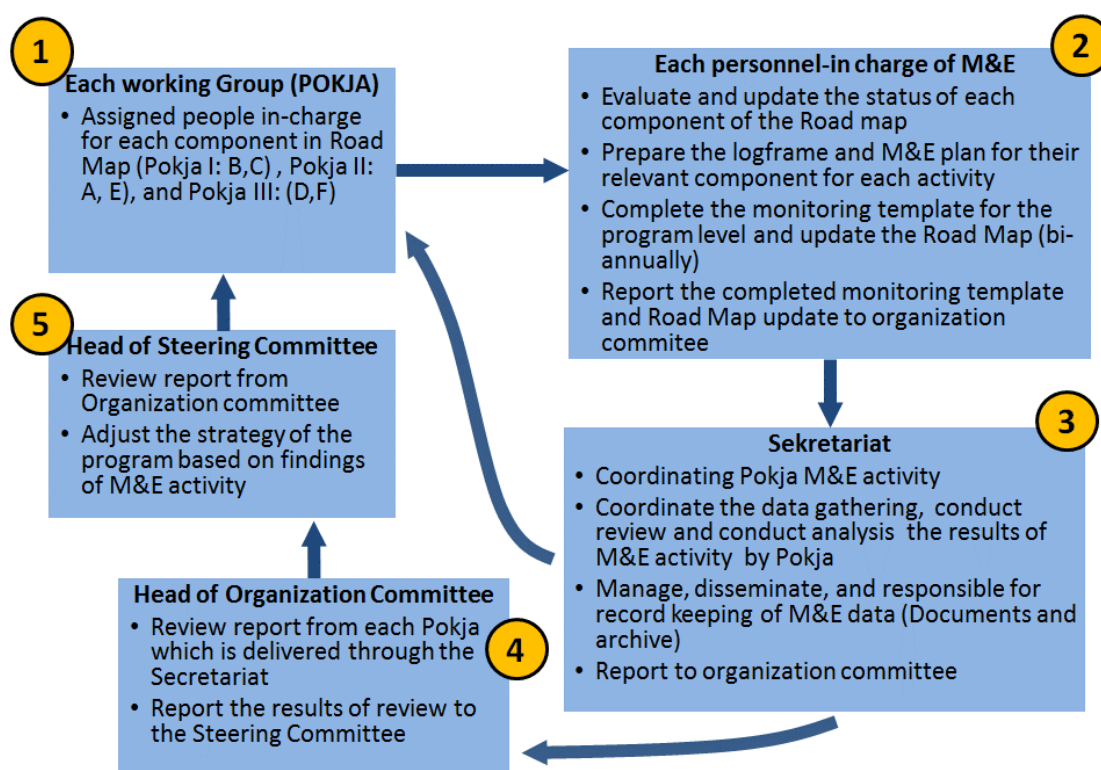 1
Each working Group (POKJA)
• Assigned people in-charge
for each component in Road
Map (Pokja I: B,C) , Pokja II:
A, E), and Pokja III: (D,F)
2
Each personnel-in charge of M&E
• Evaluate and update the status of each
component of the Road map
• Prepare the logframe and M&E plan for their
relevant component for each activity
• Complete the monitoring template for the
program level and update the Road Map (bi-
annually)
• Report the completed monitoring template
and Road Map update to organization
commitee
3
Sekretariat
• Coordinating Pokja M&E activity
• Coordinate the data gathering, conduct
review and conduct analysis the results of
M&E activity by Pokja
• Manage, disseminate, and responsible for
record keeping of M&E data (Documents and
archive)
• Report to organization committee
4
Head of Organization Committee
• Review report from each Pokja
which is delivered through the
Secretariat
• Report the results of review to
the Steering Committee
5
Head of Steering Committee
• Review report from
Organization committee
• Adjust the strategy of the
program based on findings
of M&E activity